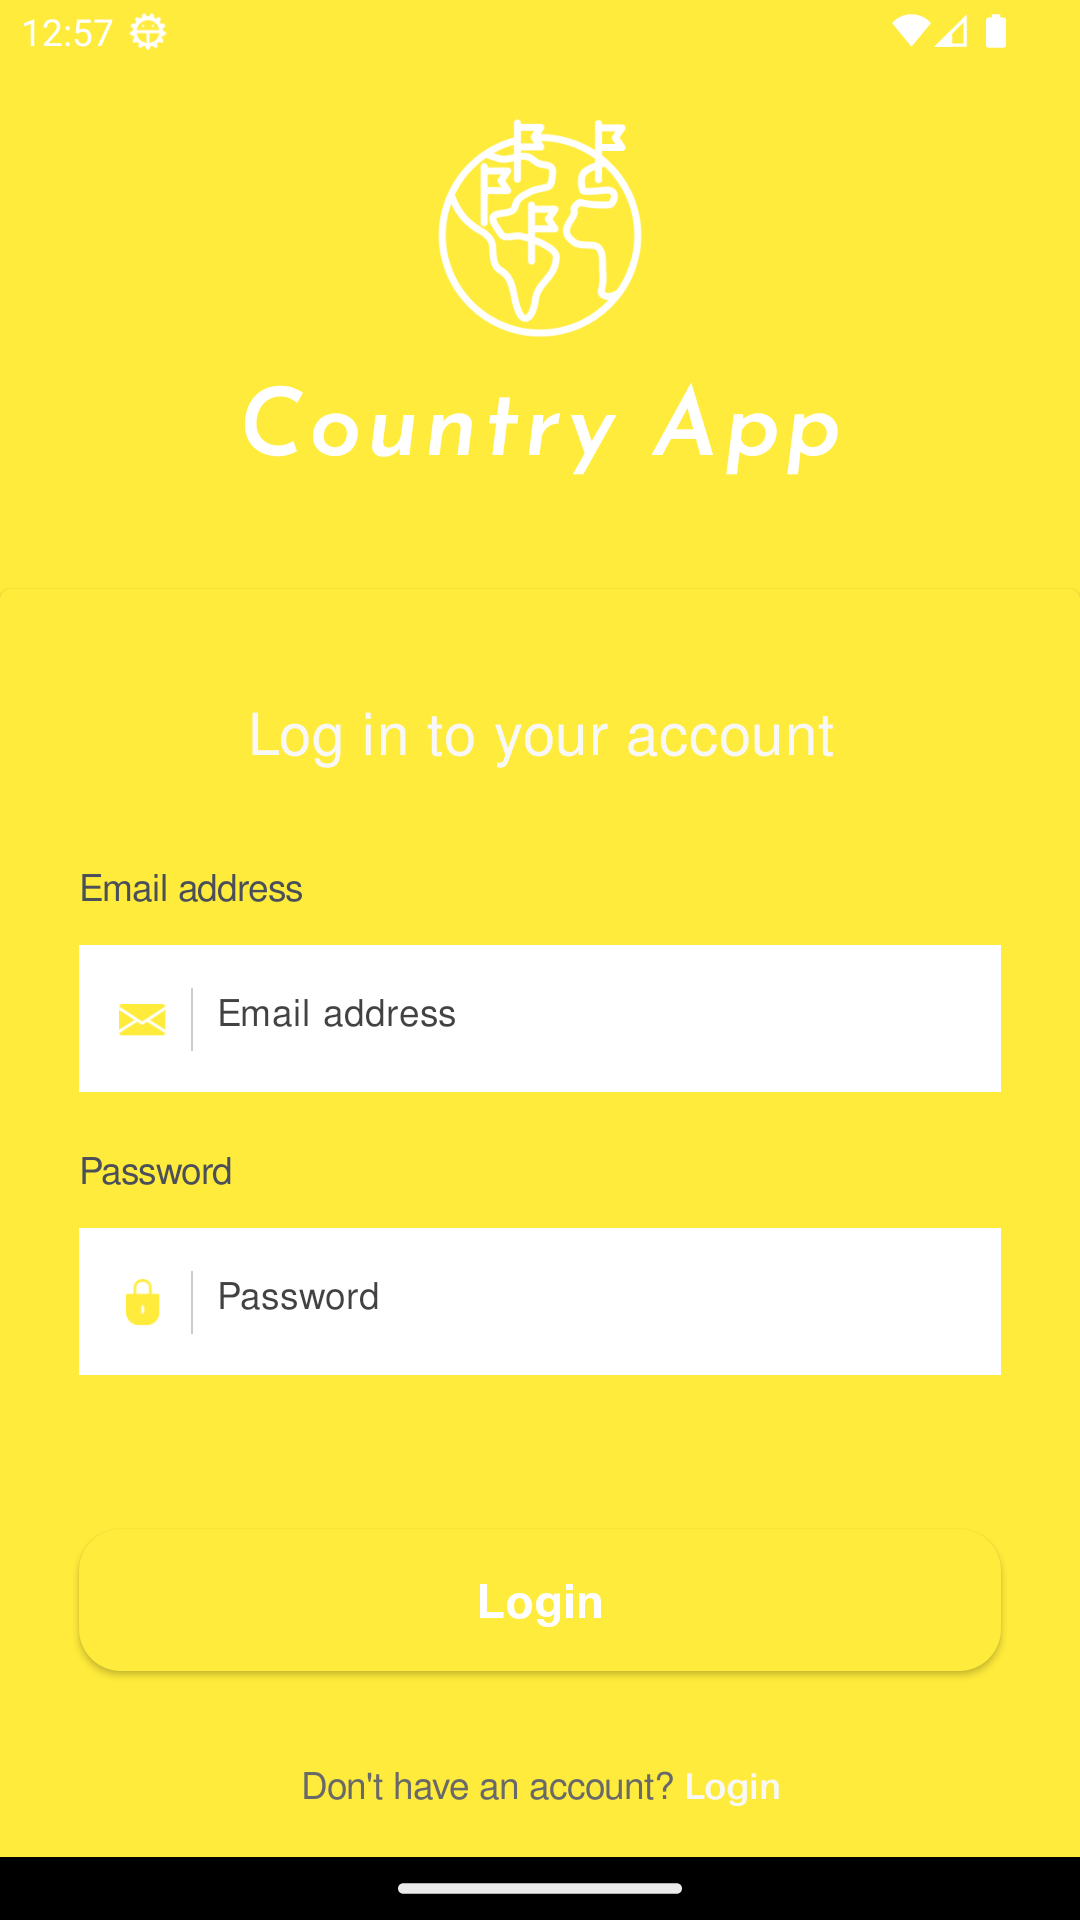 12:57
Country App
Log in to your account
Email address
Email address
Password
Password
Login
Don't have an account? Login